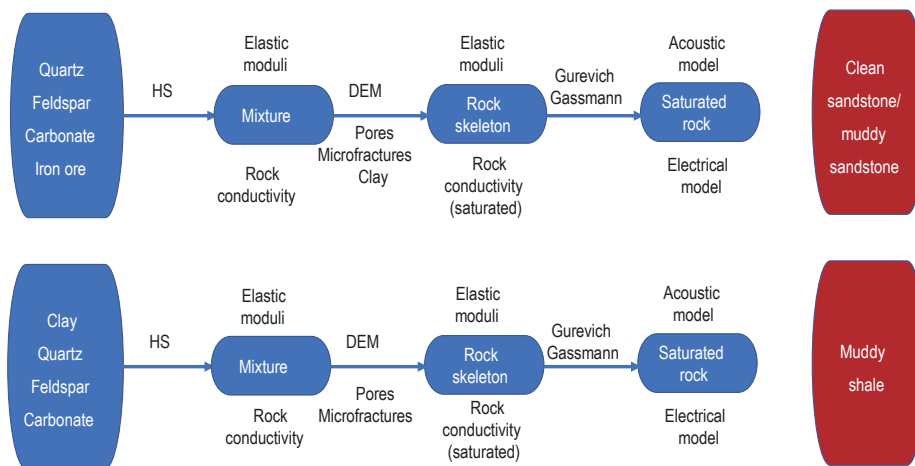 Quartz
Feldspar
Carbonate
Iron ore
HS
Elastic
moduli
Mixture
Rock
conductivity
DEM
Pores
Microfractures
Clay
Elastic
moduli
Rock
skeleton
Rock
conductivity
(saturated)
Gurevich
Gassmann
Acoustic
model
Saturated
rock
Electrical
model
Clean
sandstone/
muddy
sandstone
Clay
Quartz
Feldspar
Carbonate
HS
Elastic
moduli
Mixture
Rock
conductivity
DEM
Pores
Microfractures
Elastic
moduli
Rock
skeleton
Rock
conductivity
(saturated)
Gurevich
Gassmann
Acoustic
model
Saturated
rock
Electrical
model
Muddy
shale